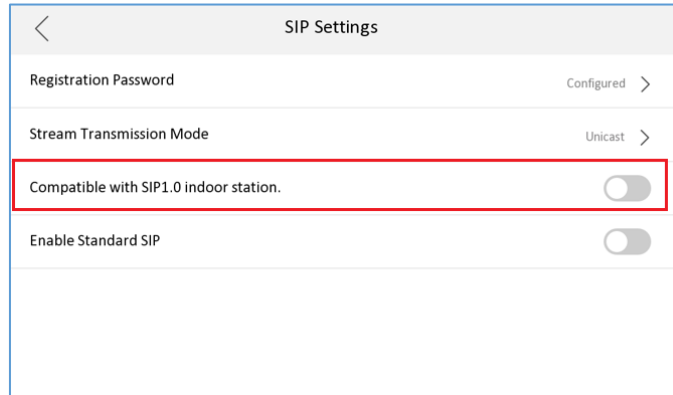 SIP Settings
Registration Password Configured
Stream Transmission Mode Unicast
Compatible with SIP1.0 indoor station.
Enable Standard SIP